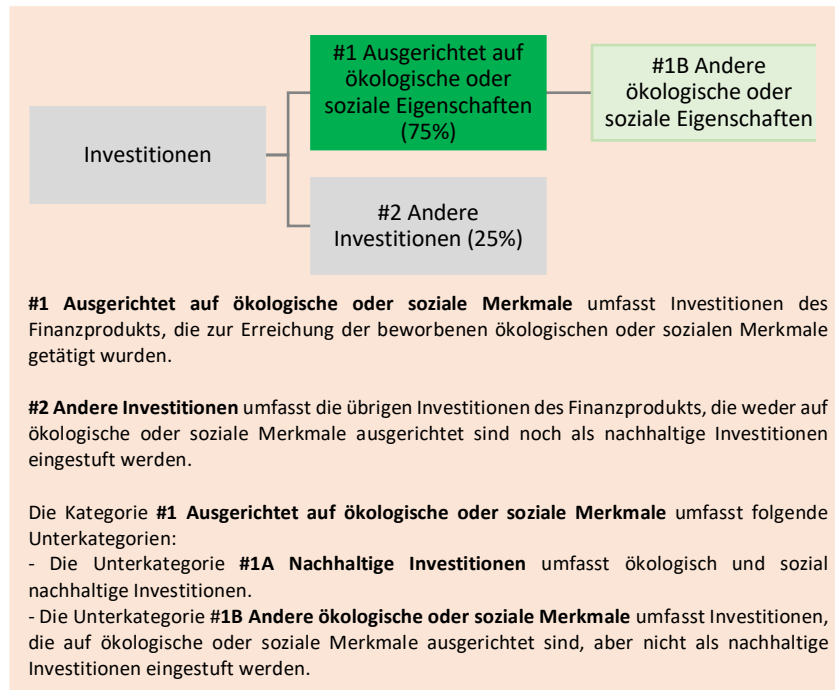 #1 Ausgerichtet auf
ökologische oder
soziale Eigenschaften
(75%)
#1B Andere
ökologische oder
soziale Eigenschaften
Investitionen
#2 Andere
Investitionen (25%)
#1 Ausgerichtet auf ökologische oder soziale Merkmale umfasst Investitionen des
Finanzprodukts, die zur Erreichung der beworbenen ökologischen oder sozialen Merkmale
getätigt wurden.
#2 Andere Investitionen umfasst die übrigen Investitionen des Finanzprodukts, die weder auf
ökologische oder soziale Merkmale ausgerichtet sind noch als nachhaltige Investitionen
eingestuft werden.
Die Kategorie #1 Ausgerichtet auf ökologische oder soziale Merkmale umfasst folgende
Unterkategorien:
- Die Unterkategorie #1A Nachhaltige Investitionen umfasst ökologisch und sozial
nachhaltige Investitionen.
- Die Unterkategorie #1B Andere ökologische oder soziale Merkmale umfasst Investitionen,
die auf ökologische oder soziale Merkmale ausgerichtet sind, aber nicht als nachhaltige
Investitionen eingestuft werden.